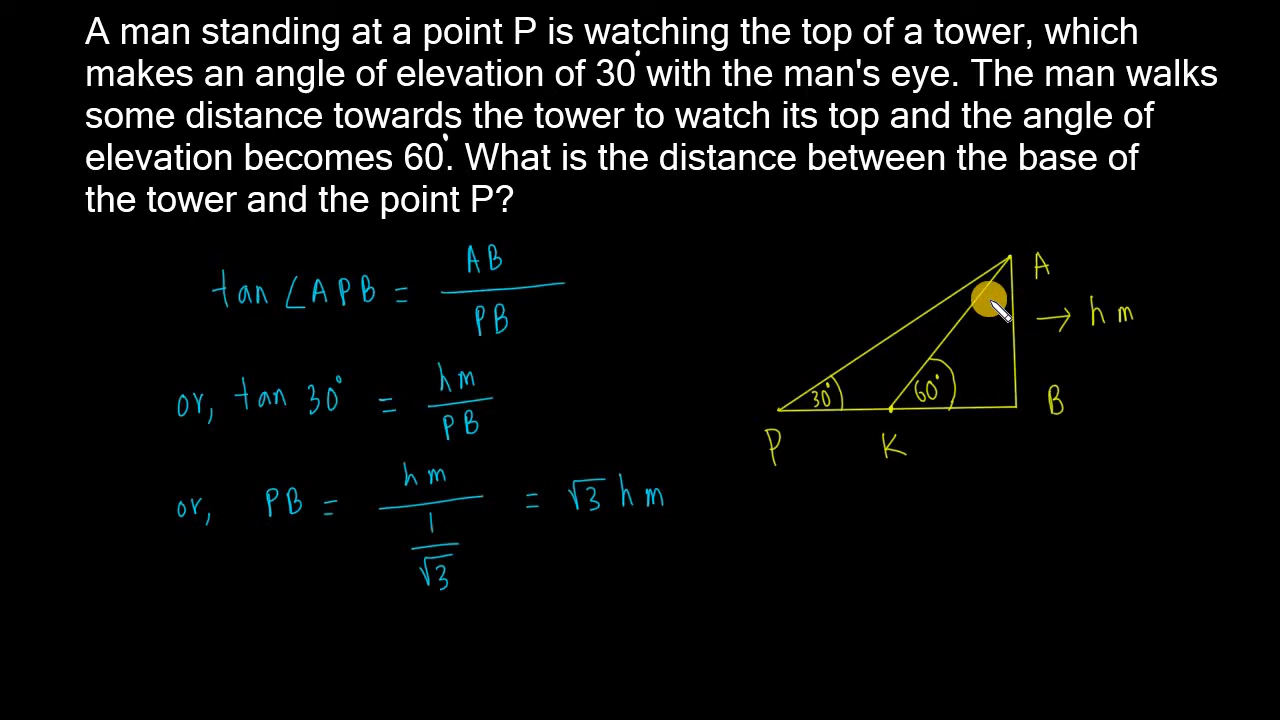 A man standing at a point P is watching the top of a tower, which
makes an angle of elevation of 30° with the man's eye. The man walks
some distance towards the tower to watch its top and the angle of
elevation becomes 60°. What is the distance between the base of
the tower and the point P?
tan ∠APB = AB / PB
or, tan 30° = hm / PB
or, PB = hm / (1/√3) = √3 h m
A
→ h m
30°
60°
B
P
K